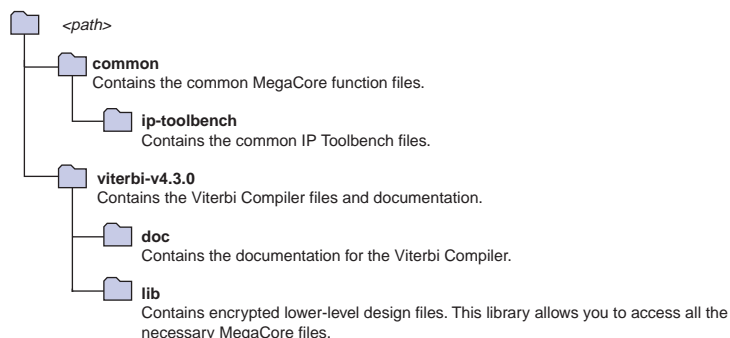 <path>
common
Contains the common MegaCore function files.
ip-toolbench
Contains the common IP Toolbench files.
viterbi-v4.3.0
Contains the Viterbi Compiler files and documentation.
doc
Contains the documentation for the Viterbi Compiler.
lib
Contains encrypted lower-level design files. This library allows you to access all the
necessary MegaCore files.